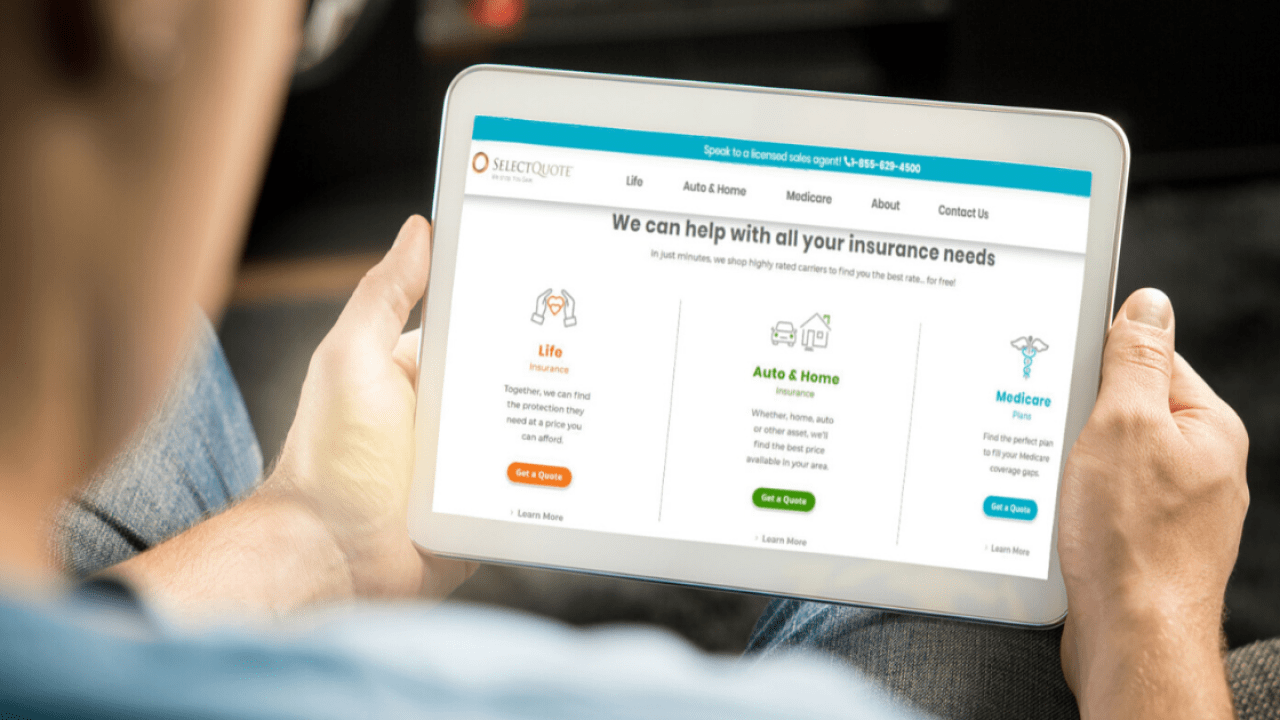 Speak to a licensed sales agent! 1-855-629-4500
SELECTQUOTE
We shop. You Save.
Life
Auto & Home
Medicare
About
Contact Us
We can help with all your insurance needs
In just minutes, we shop highly rated carriers to find you the best rate... for free!
Life
Insurance
Together, we can find
the protection they
need at a price you
can afford.
Get a Quote
> Learn More
Auto & Home
Insurance
Whether, home, auto
or other asset, we'll
find the best price
available in your area.
Get a Quote
> Learn More
Medicare
Plans
Find the perfect plan
to fill your Medicare
coverage gaps.
Get a Quote
> Learn More